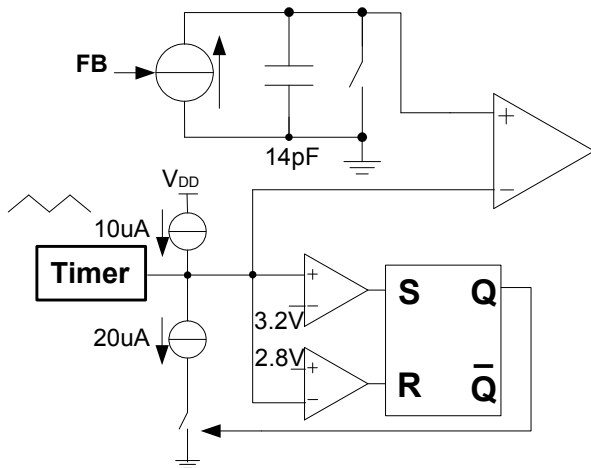 FB
14pF
+
−
VDD
10uA
Timer
20uA
+
−
3.2V
2.8V
+
−
S Q
R Q̅